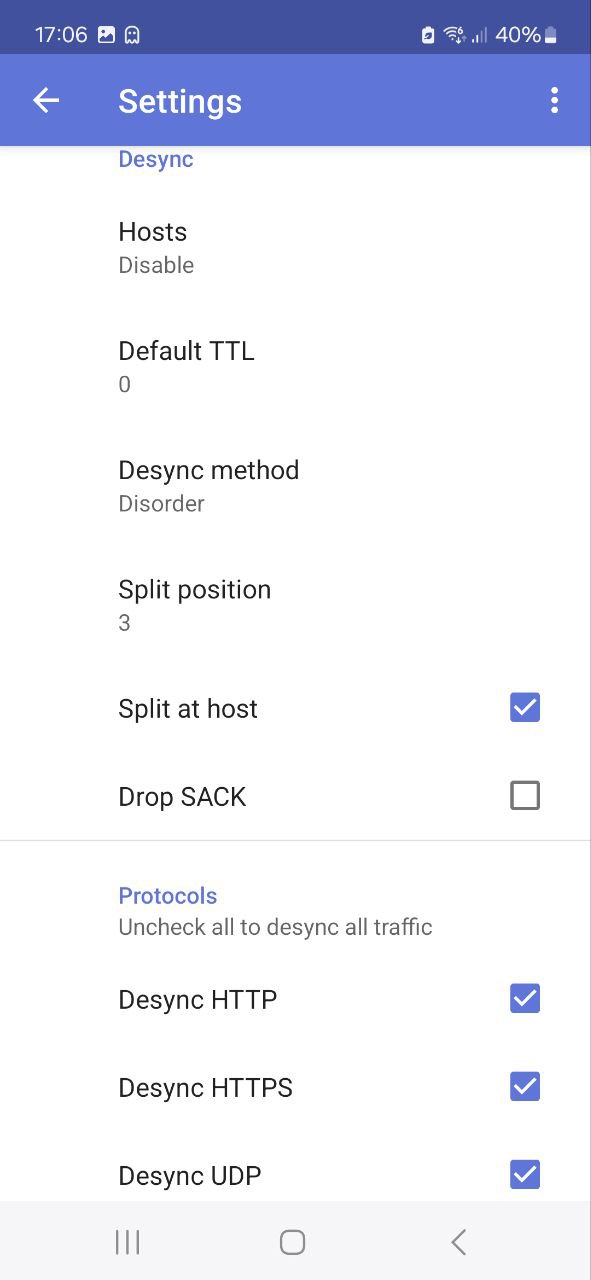 17:06 40%
Settings
Desync
Hosts
Disable
Default TTL
0
Desync method
Disorder
Split position
3
Split at host
Drop SACK
Protocols
Uncheck all to desync all traffic
Desync HTTP
Desync HTTPS
Desync UDP